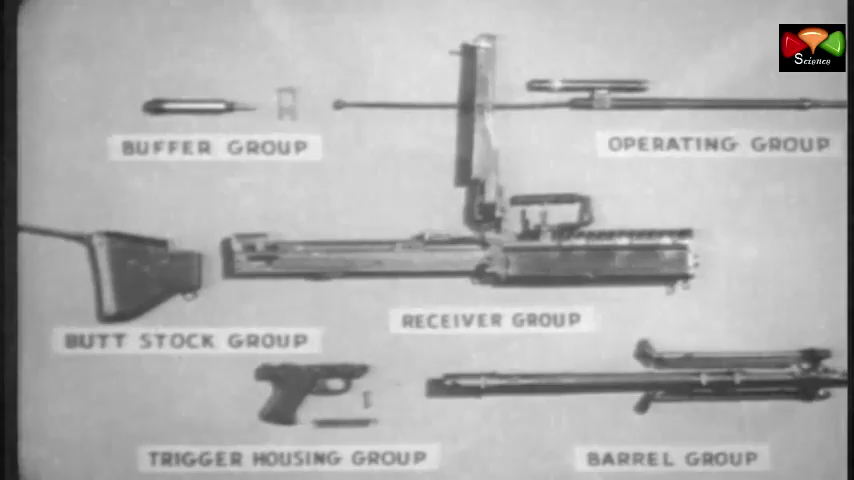 Science
BUFFER GROUP
OPERATING GROUP
BUTT STOCK GROUP
RECEIVER GROUP
TRIGGER HOUSING GROUP
BARREL GROUP